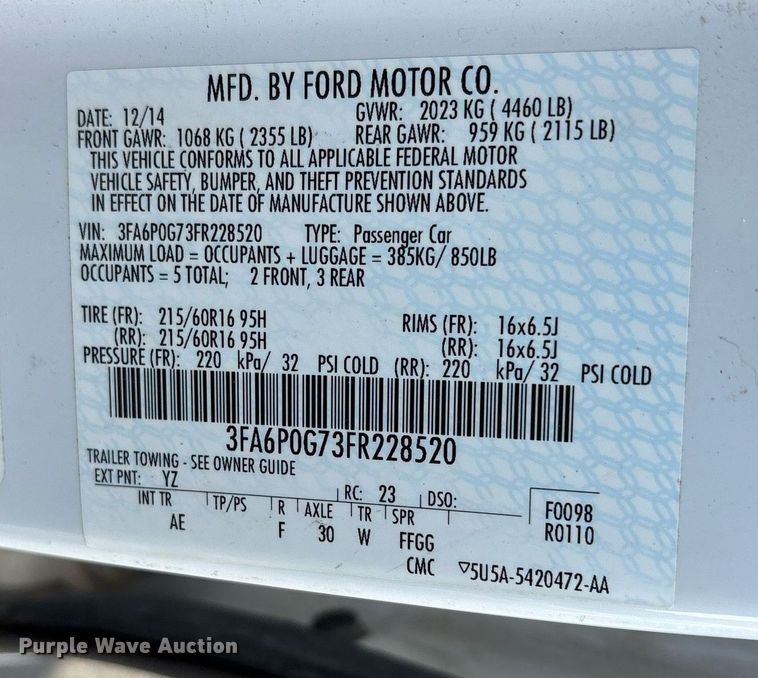 MFD. BY FORD MOTOR CO.
DATE: 12/14 GVWR: 2023 KG ( 4460 LB)
FRONT GAWR: 1068 KG ( 2355 LB) REAR GAWR: 959 KG ( 2115 LB)
THIS VEHICLE CONFORMS TO ALL APPLICABLE FEDERAL MOTOR
VEHICLE SAFETY, BUMPER, AND THEFT PREVENTION STANDARDS
IN EFFECT ON THE DATE OF MANUFACTURE SHOWN ABOVE.
VIN: 3FA6P0G73FR228520 TYPE: Passenger Car
MAXIMUM LOAD = OCCUPANTS + LUGGAGE = 385KG/ 850LB
OCCUPANTS = 5 TOTAL; 2 FRONT, 3 REAR
TIRE (FR): 215/60R16 95H RIMS (FR): 16x6.5J
(RR): 215/60R16 95H (RR): 16x6.5J
PRESSURE (FR): 220 kPa/ 32 PSI COLD (RR): 220 kPa/ 32 PSI COLD
3FA6P0G73FR228520
TRAILER TOWING - SEE OWNER GUIDE
EXT PNT: YZ RC: 23 DSO:
INT TR TP/PS R AXLE TR SPR F0098
AE F 30 W FFGG R0110
CMC ▽5U5A-5420472-AA
Purple Wave Auction